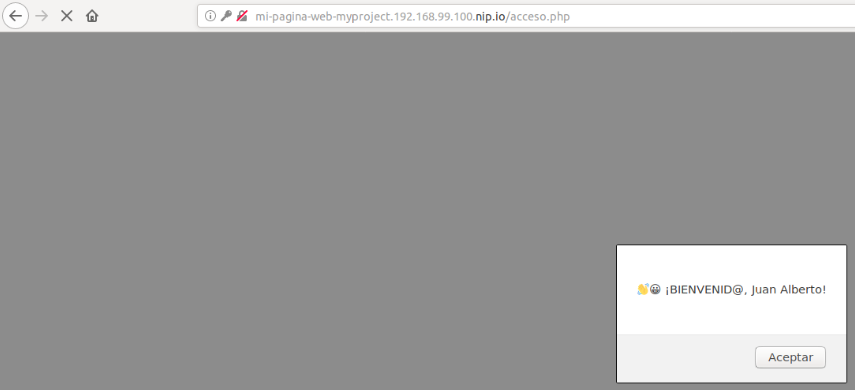 mi-pagina-web-myproject.192.168.99.100.nip.io/acceso.php
👋😀 ¡BIENVENID@, Juan Alberto!
Aceptar